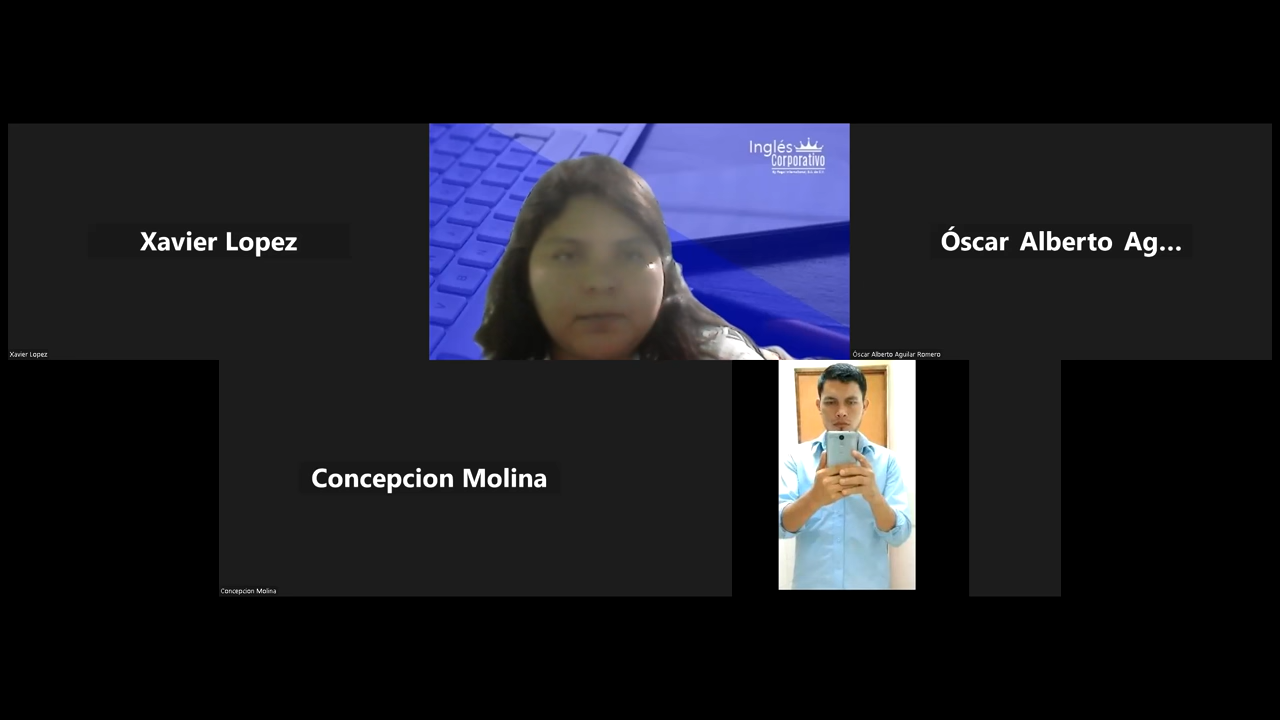 Inglés
Corporativo
Xavier Lopez
Óscar Alberto Ag...
Xavier Lopez
Óscar Alberto Aguilar Romero
Concepcion Molina
Concepcion Molina